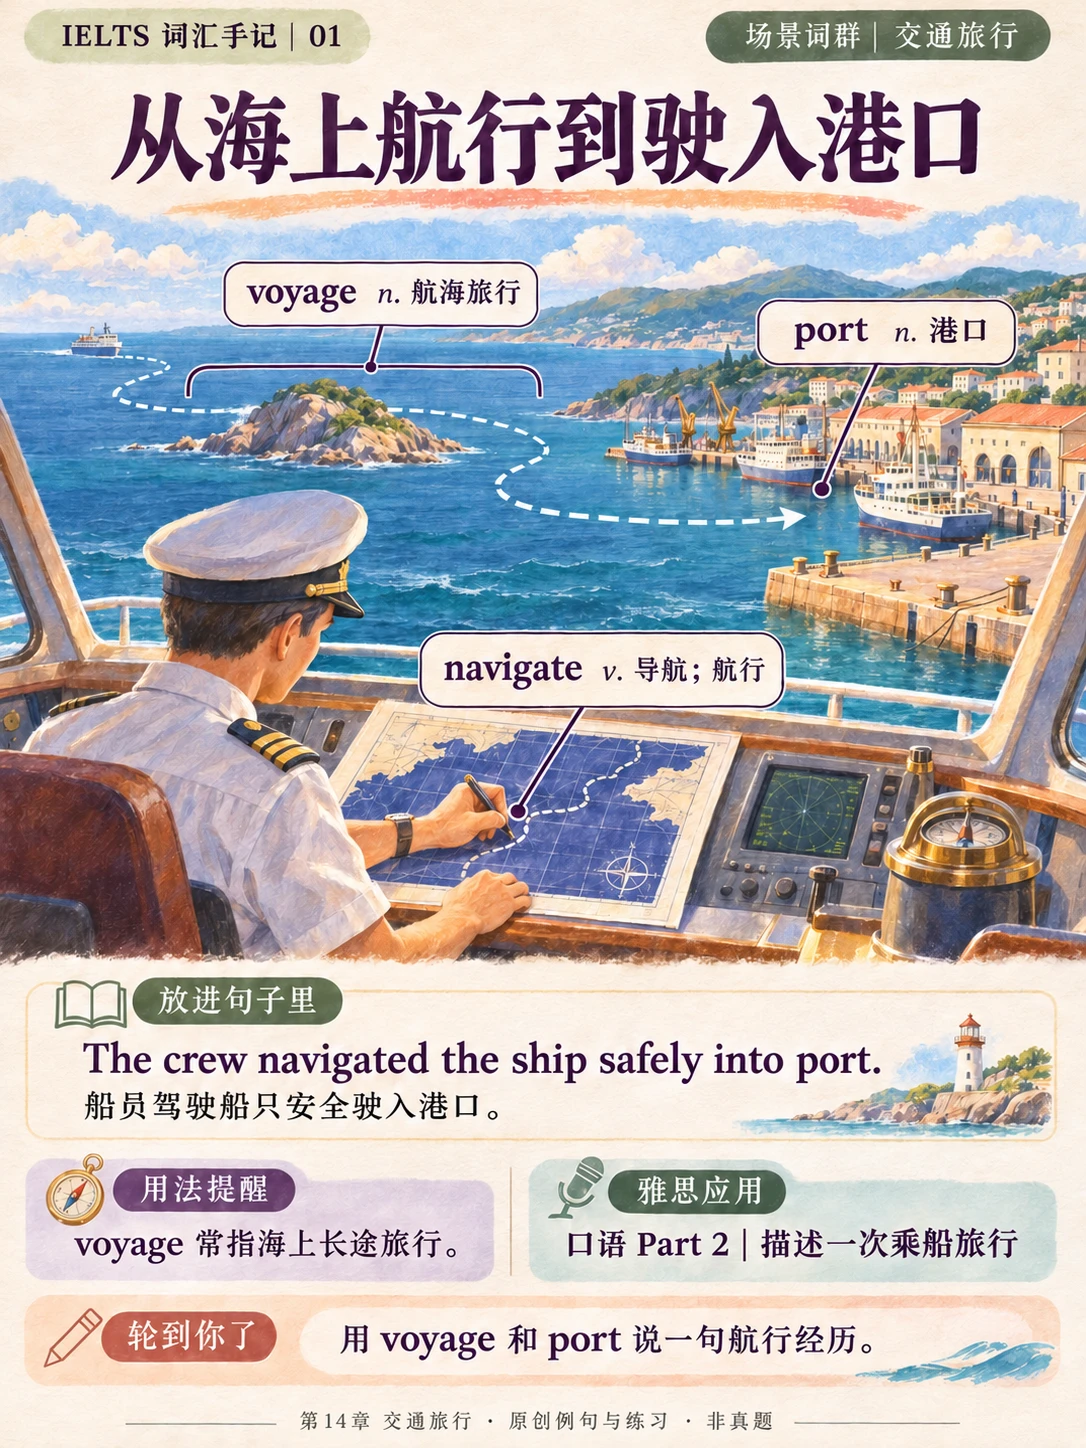 IELTS 词汇手记 | 01
场景词群 | 交通旅行
从海上航行到驶入港口
voyage n. 航海旅行
port n. 港口
navigate v. 导航；航行
放进句子里
The crew navigated the ship safely into port.
船员驾驶船只安全驶入港口。
用法提醒
voyage 常指海上长途旅行。
雅思应用
口语 Part 2 | 描述一次乘船旅行
轮到你了
用 voyage 和 port 说一句航行经历。
第14章 交通旅行 · 原创例句与练习 · 非真题